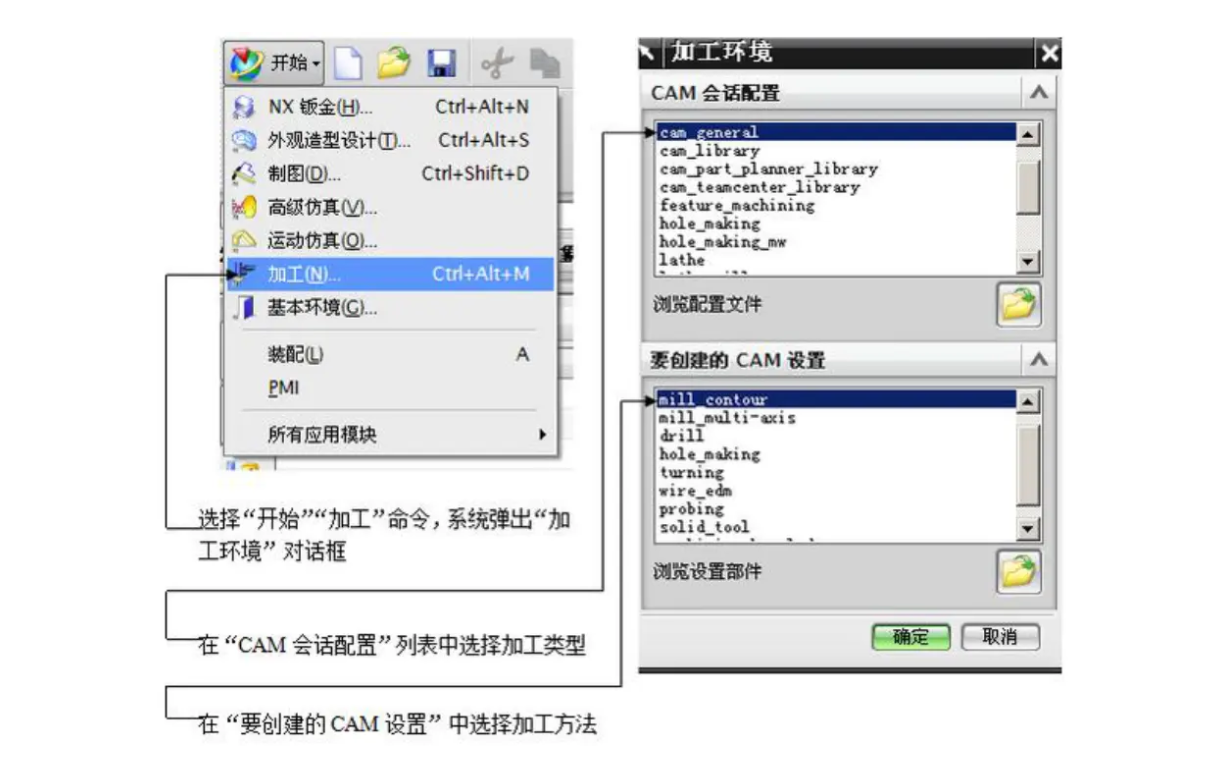 开始
NX 钣金(H)... Ctrl+Alt+N
外观造型设计(T)... Ctrl+Alt+S
制图(D)... Ctrl+Shift+D
高级仿真(V)...
运动仿真(O)...
加工(N)... Ctrl+Alt+M
基本环境(G)...
装配(L) A
PMI
所有应用模块
选择“开始”“加工”命令，系统弹出“加
工环境” 对话框
在 “CAM 会话配置” 列表中选择加工类型
在 “要创建的 CAM 设置” 中选择加工方法
加工环境
CAM 会话配置
cam_general
cam_library
cam_part_planner_library
cam_teamcenter_library
feature_machining
hole_making
hole_making_mw
lathe
浏览配置文件
要创建的 CAM 设置
mill_contour
mill_multi-axis
drill
hole_making
turning
wire_edm
probing
solid_tool
浏览设置部件
确定
取消